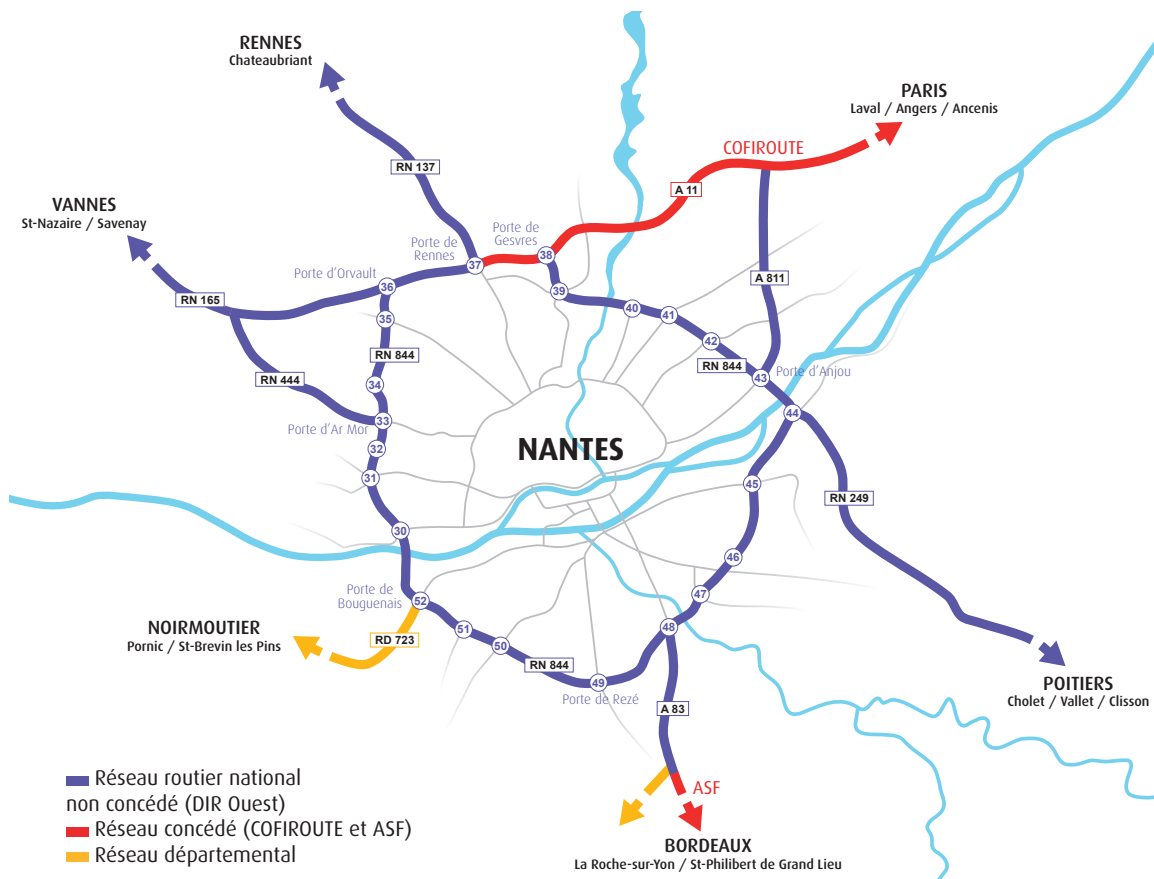 RENNES
Chateaubriant
PARIS
Laval / Angers / Ancenis
COFIROUTE
RN 137
A 11
VANNES
St-Nazaire / Savenay
Porte de
Gesvres
Porte de
Rennes
38
37
Porte d'Orvault
36
39
A 811
RN 165
40
41
35
42
RN 844
RN 844
43
Porte d'Anjou
RN 444
34
44
33
Porte d'Ar Mor
32
NANTES
31
45
RN 249
30
46
Porte de
Bouguenais
52
47
NOIRMOUTIER
Pornic / St-Brevin les Pins
RD 723
51
50
48
RN 844
49
Porte de Rezé
A 83
POITIERS
Cholet / Vallet / Clisson
Réseau routier national
non concédé (DIR Ouest)
Réseau concédé (COFIROUTE et ASF)
Réseau départemental
ASF
BORDEAUX
La Roche-sur-Yon / St-Philibert de Grand Lieu